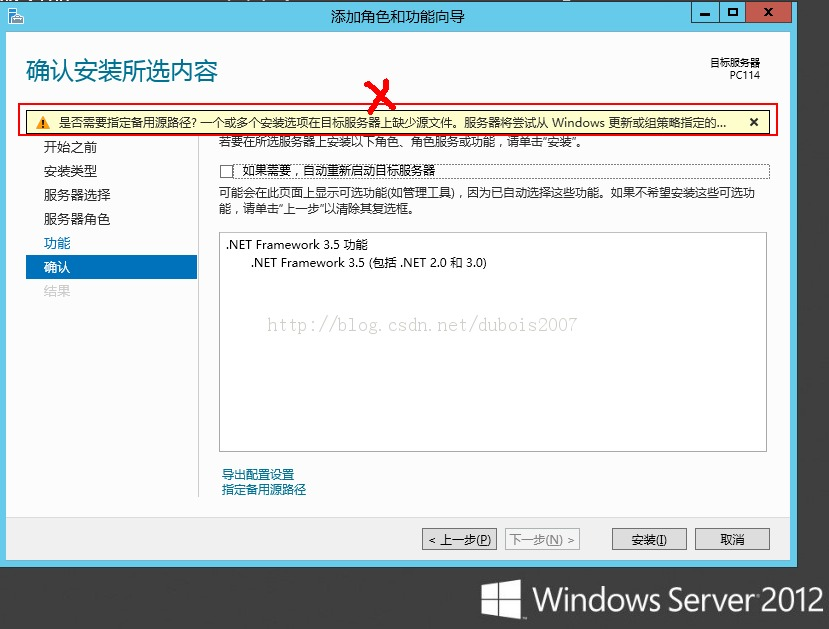 添加角色和功能向导
确认安装所选内容
目标服务器
PC114
是否需要指定备用源路径? 一个或多个安装选项在目标服务器上缺少源文件。服务器将尝试从 Windows 更新或组策略指定的...
开始之前
安装类型
服务器选择
服务器角色
功能
确认
结果
若要在所选服务器上安装以下角色、角色服务或功能，请单击"安装"。
如果需要，自动重新启动目标服务器
可能会在此页面上显示可选功能(如管理工具)，因为已自动选择这些功能。如果不希望安装这些可选功
能，请单击"上一步"以清除其复选框。
.NET Framework 3.5 功能
.NET Framework 3.5 (包括 .NET 2.0 和 3.0)
http://blog.csdn.net/dubois2007
导出配置设置
指定备用源路径
< 上一步(P)
下一步(N) >
安装(I)
取消
Windows Server 2012